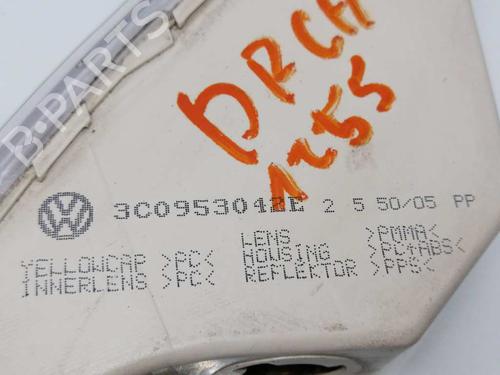 B-PARTS
DRCH
1255
3C0953042E 2 5 50/05 PP
YELLOWCAP >PC<
INNERLENS >PC<
LENS >PMMA<
HOUSING >PC+ABS<
REFLEKTOR >PPS<